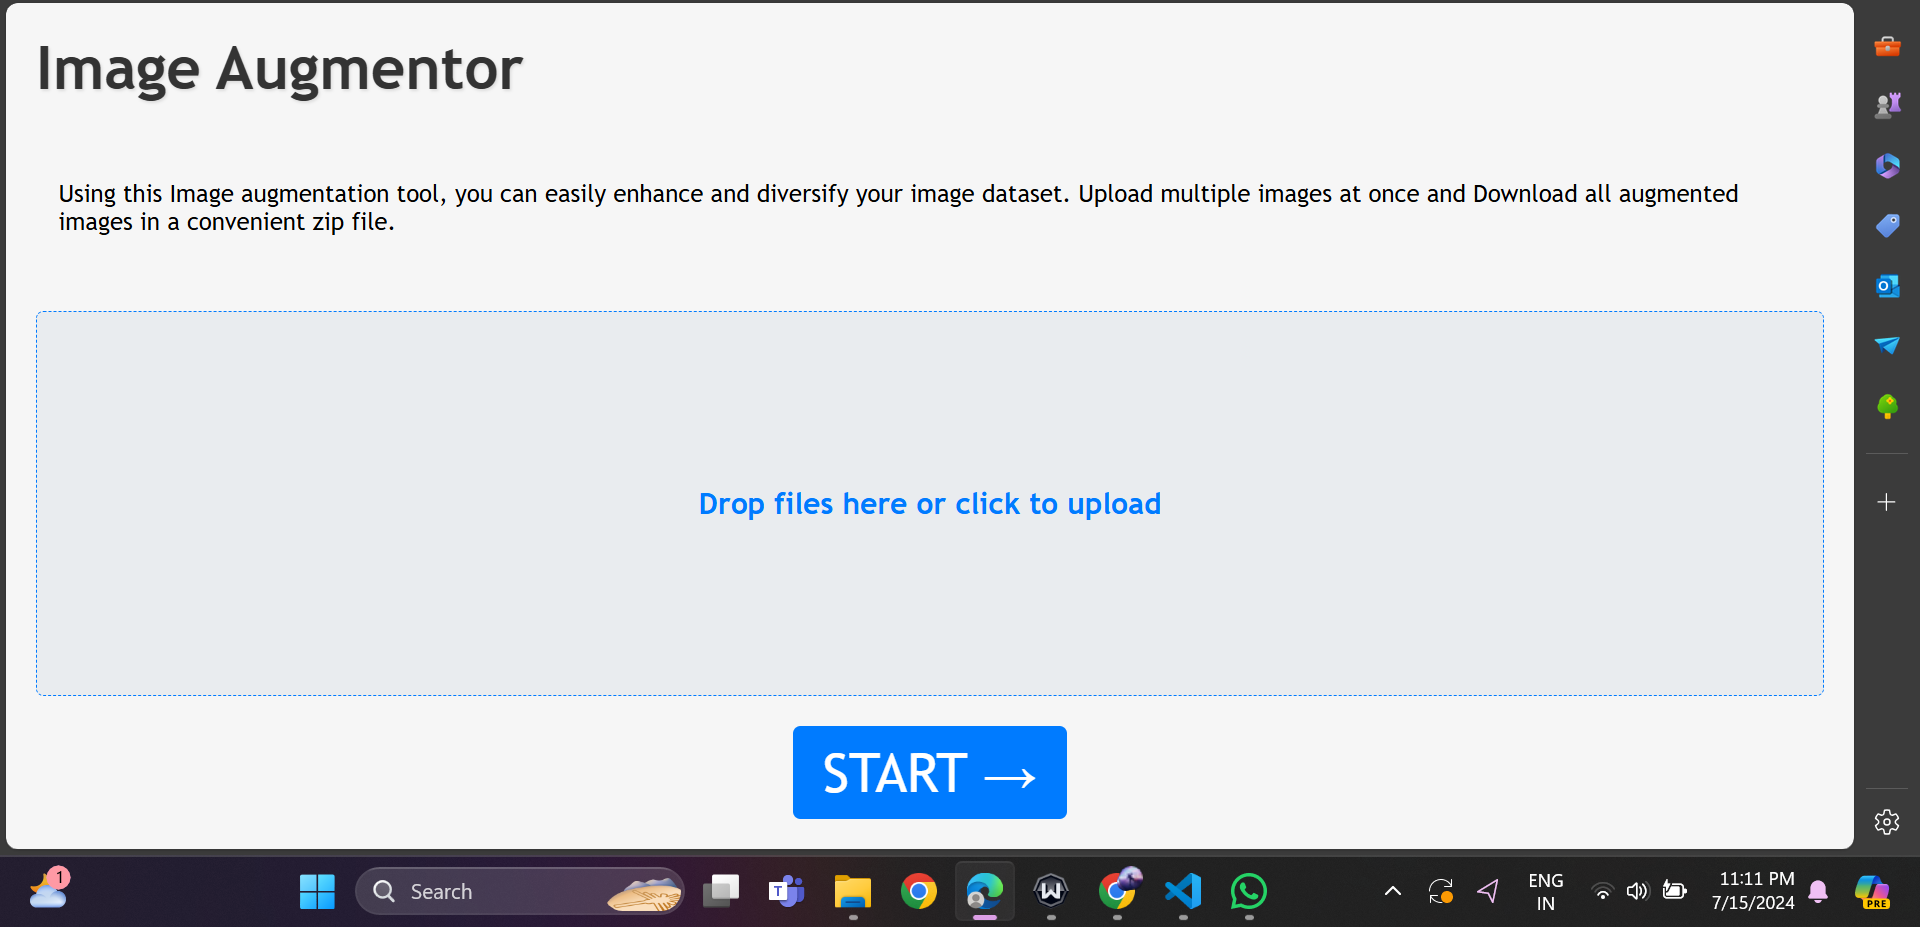 Image Augmentor
Using this Image augmentation tool, you can easily enhance and diversify your image dataset. Upload multiple images at once and Download all augmented
images in a convenient zip file.
Drop files here or click to upload
START →
1
Search
T
W
O
ENG
IN
11:11 PM
7/15/2024
PRE